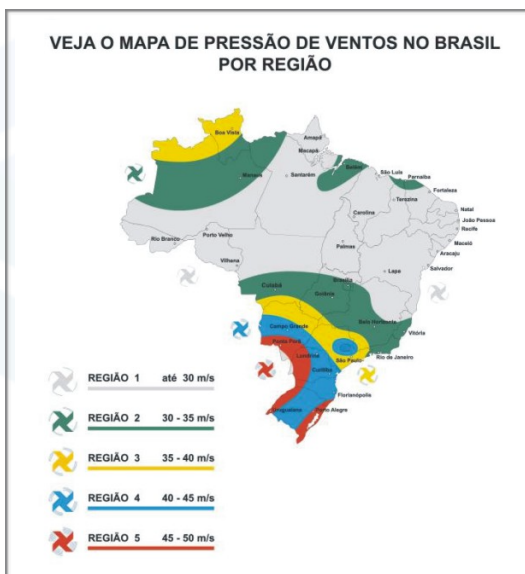 VEJA O MAPA DE PRESSÃO DE VENTOS NO BRASIL
POR REGIÃO
Boa Vista
Amapá
Macapá
Manaus
Santarém
Belém
São Luis
Parnaíba
Fortaleza
Terezina
Natal
Carolina
João Pessoa
Recife
Maceió
Aracaju
Rio Branco
Porto Velho
Palmas
Vilhena
Lapa
Salvador
Cuiabá
Brasília
Goiânia
Campo Grande
Belo Horizonte
Vitória
Ponta Porã
São Paulo
Rio de Janeiro
Londrina
Curitiba
Florianópolis
Uruguaiana
Porto Alegre
REGIÃO 1 até 30 m/s
REGIÃO 2 30 - 35 m/s
REGIÃO 3 35 - 40 m/s
REGIÃO 4 40 - 45 m/s
REGIÃO 5 45 - 50 m/s